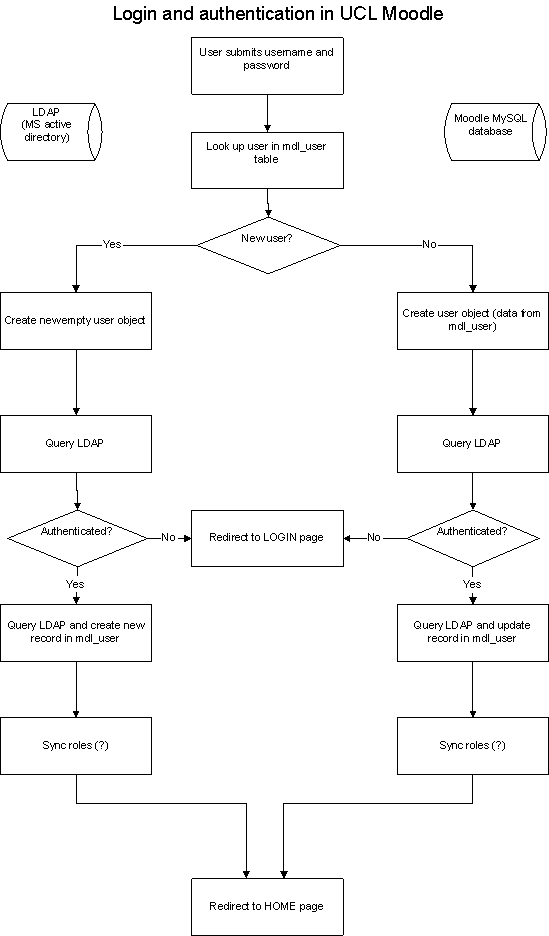 Login and authentication in UCL Moodle
User submits username and
password
LDAP
(MS active
directory)
Moodle MySQL
database
Look up user in mdl_user
table
New user?
Yes
No
Create new empty user object
Create user object (data from
mdl_user)
Query LDAP
Query LDAP
Authenticated?
No
Redirect to LOGIN page
No
Authenticated?
Yes
Yes
Query LDAP and create new
record in mdl_user
Query LDAP and update
record in mdl_user
Sync roles (?)
Sync roles (?)
Redirect to HOME page